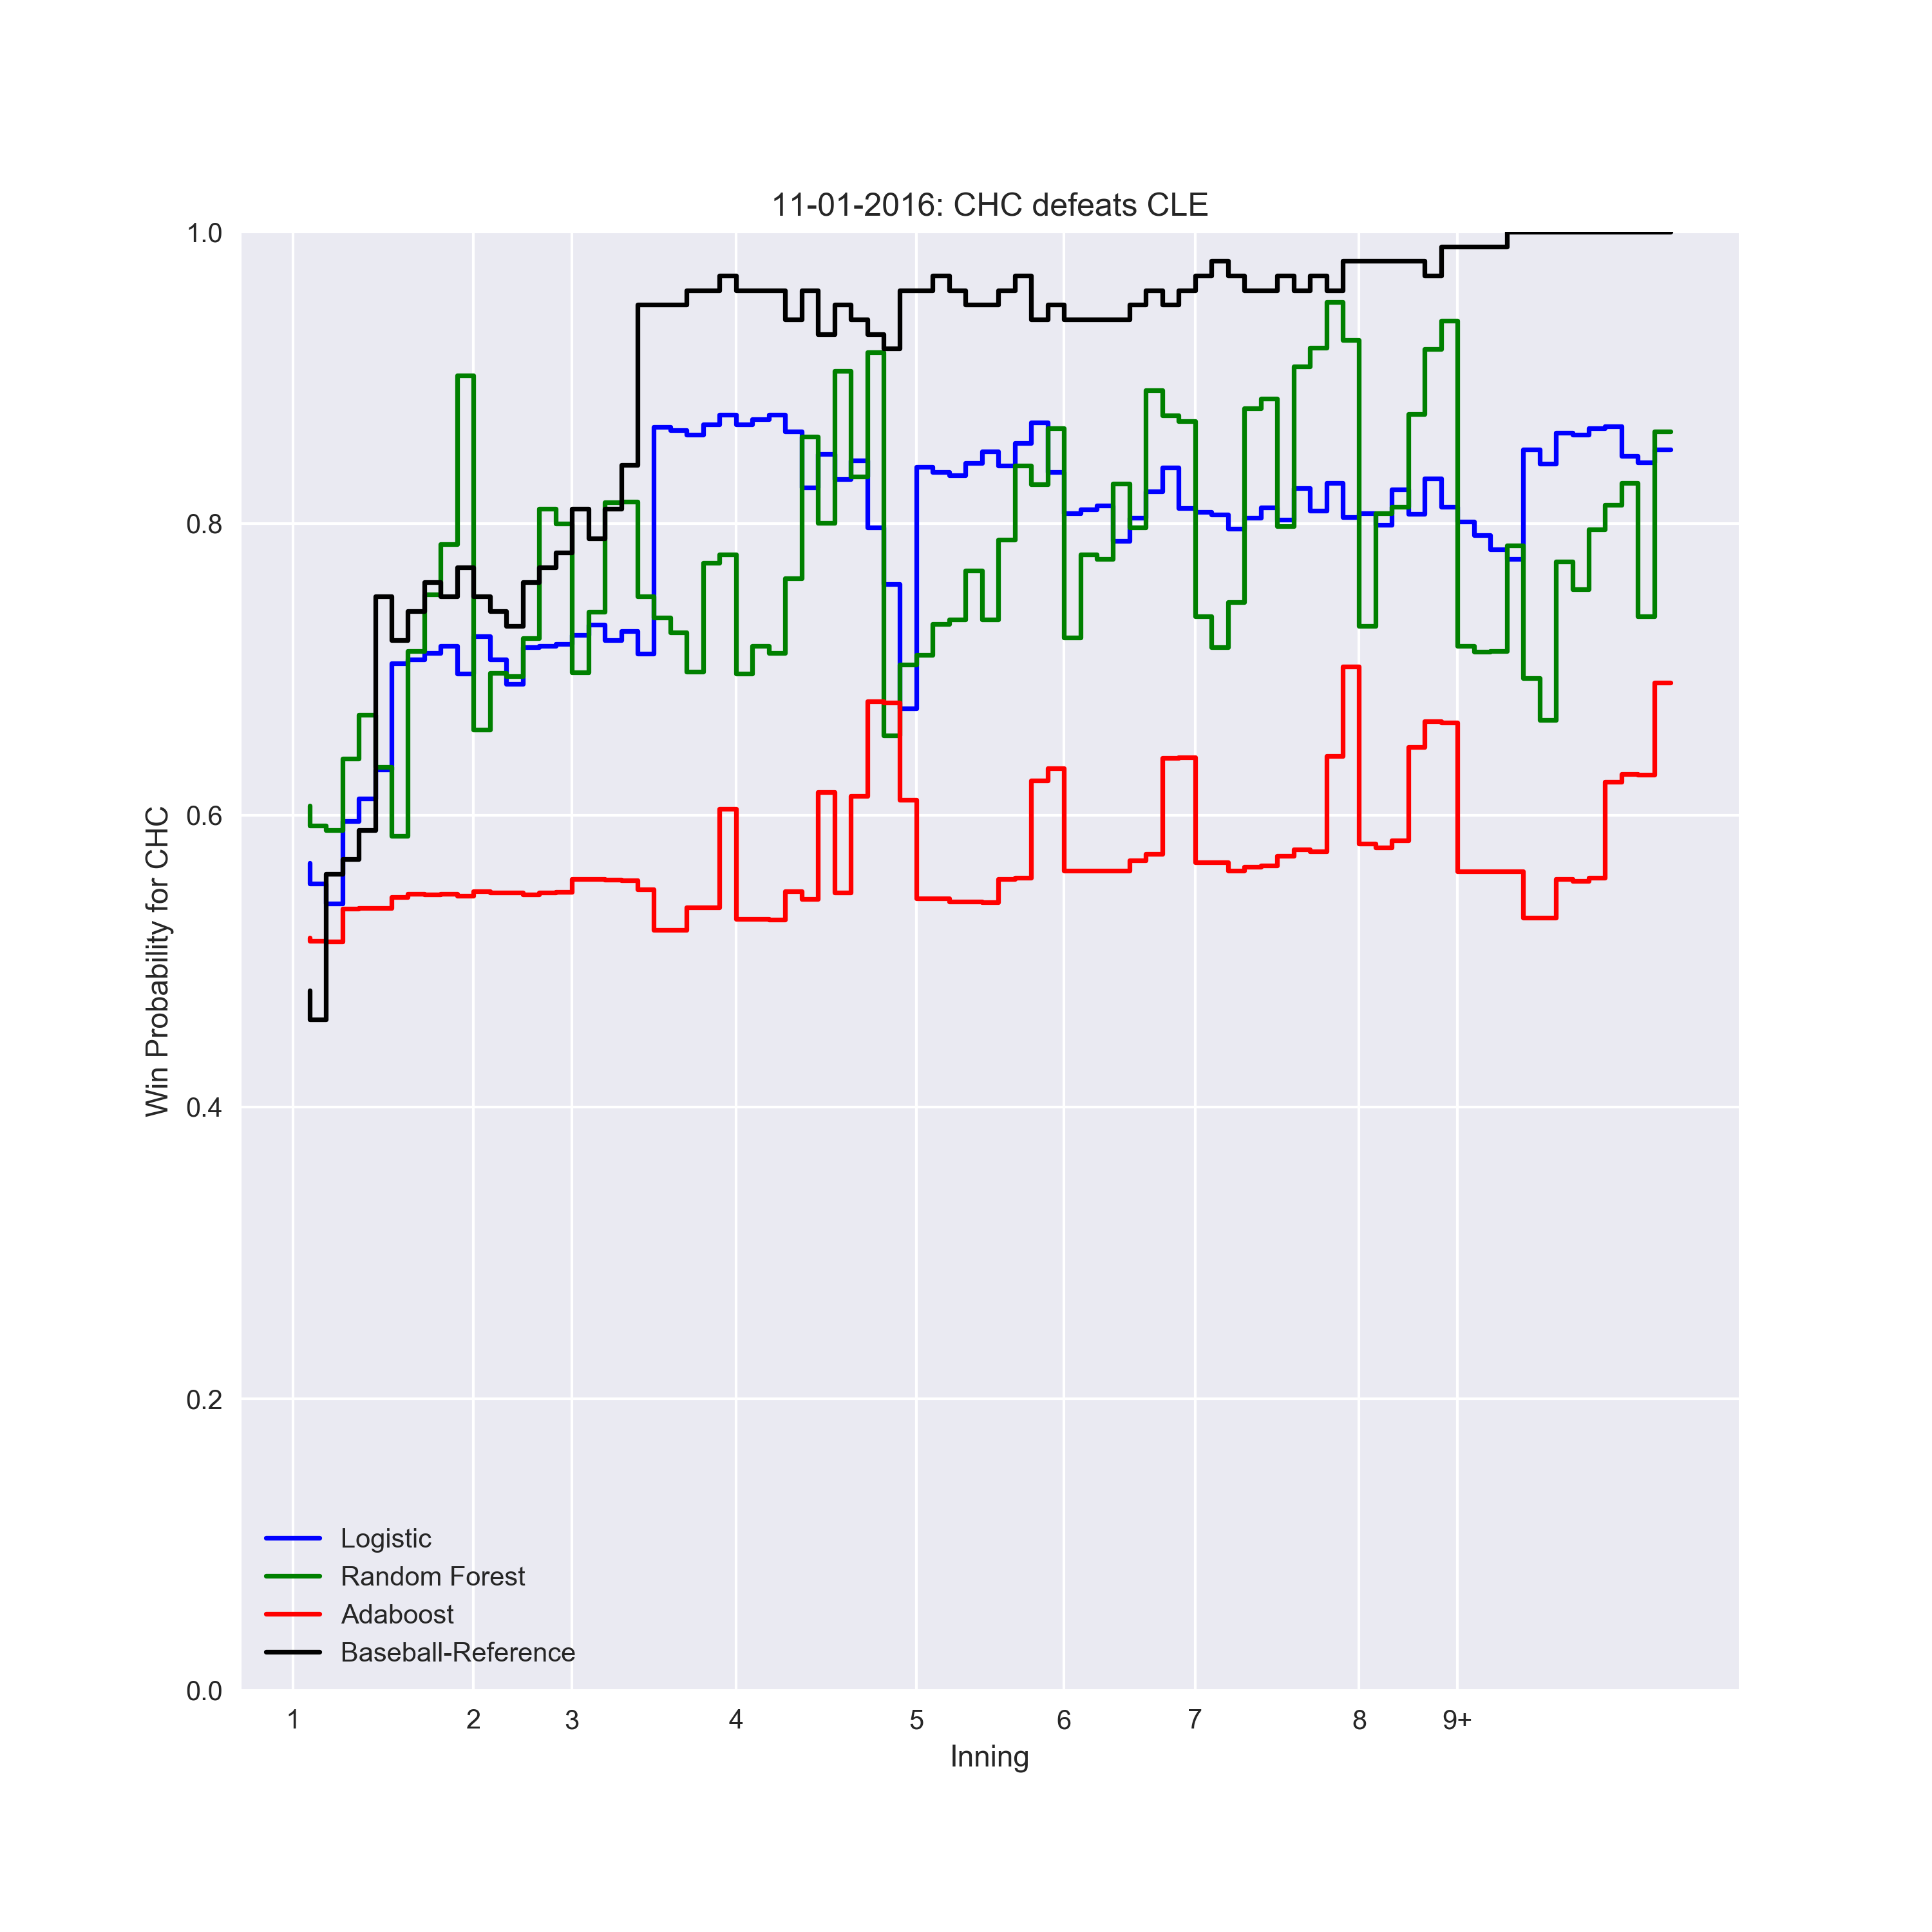 11-01-2016: CHC defeats CLE
1.0
0.8
0.6
0.4
0.2
0.0
Win Probability for CHC
Logistic
Random Forest
Adaboost
Baseball-Reference
1 2 3 4 5 6 7 8 9+
Inning